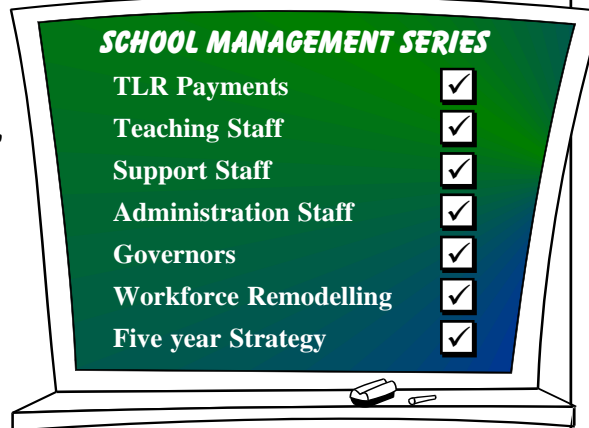 SCHOOL MANAGEMENT SERIES
TLR Payments
Teaching Staff
Support Staff
Administration Staff
Governors
Workforce Remodelling
Five year Strategy